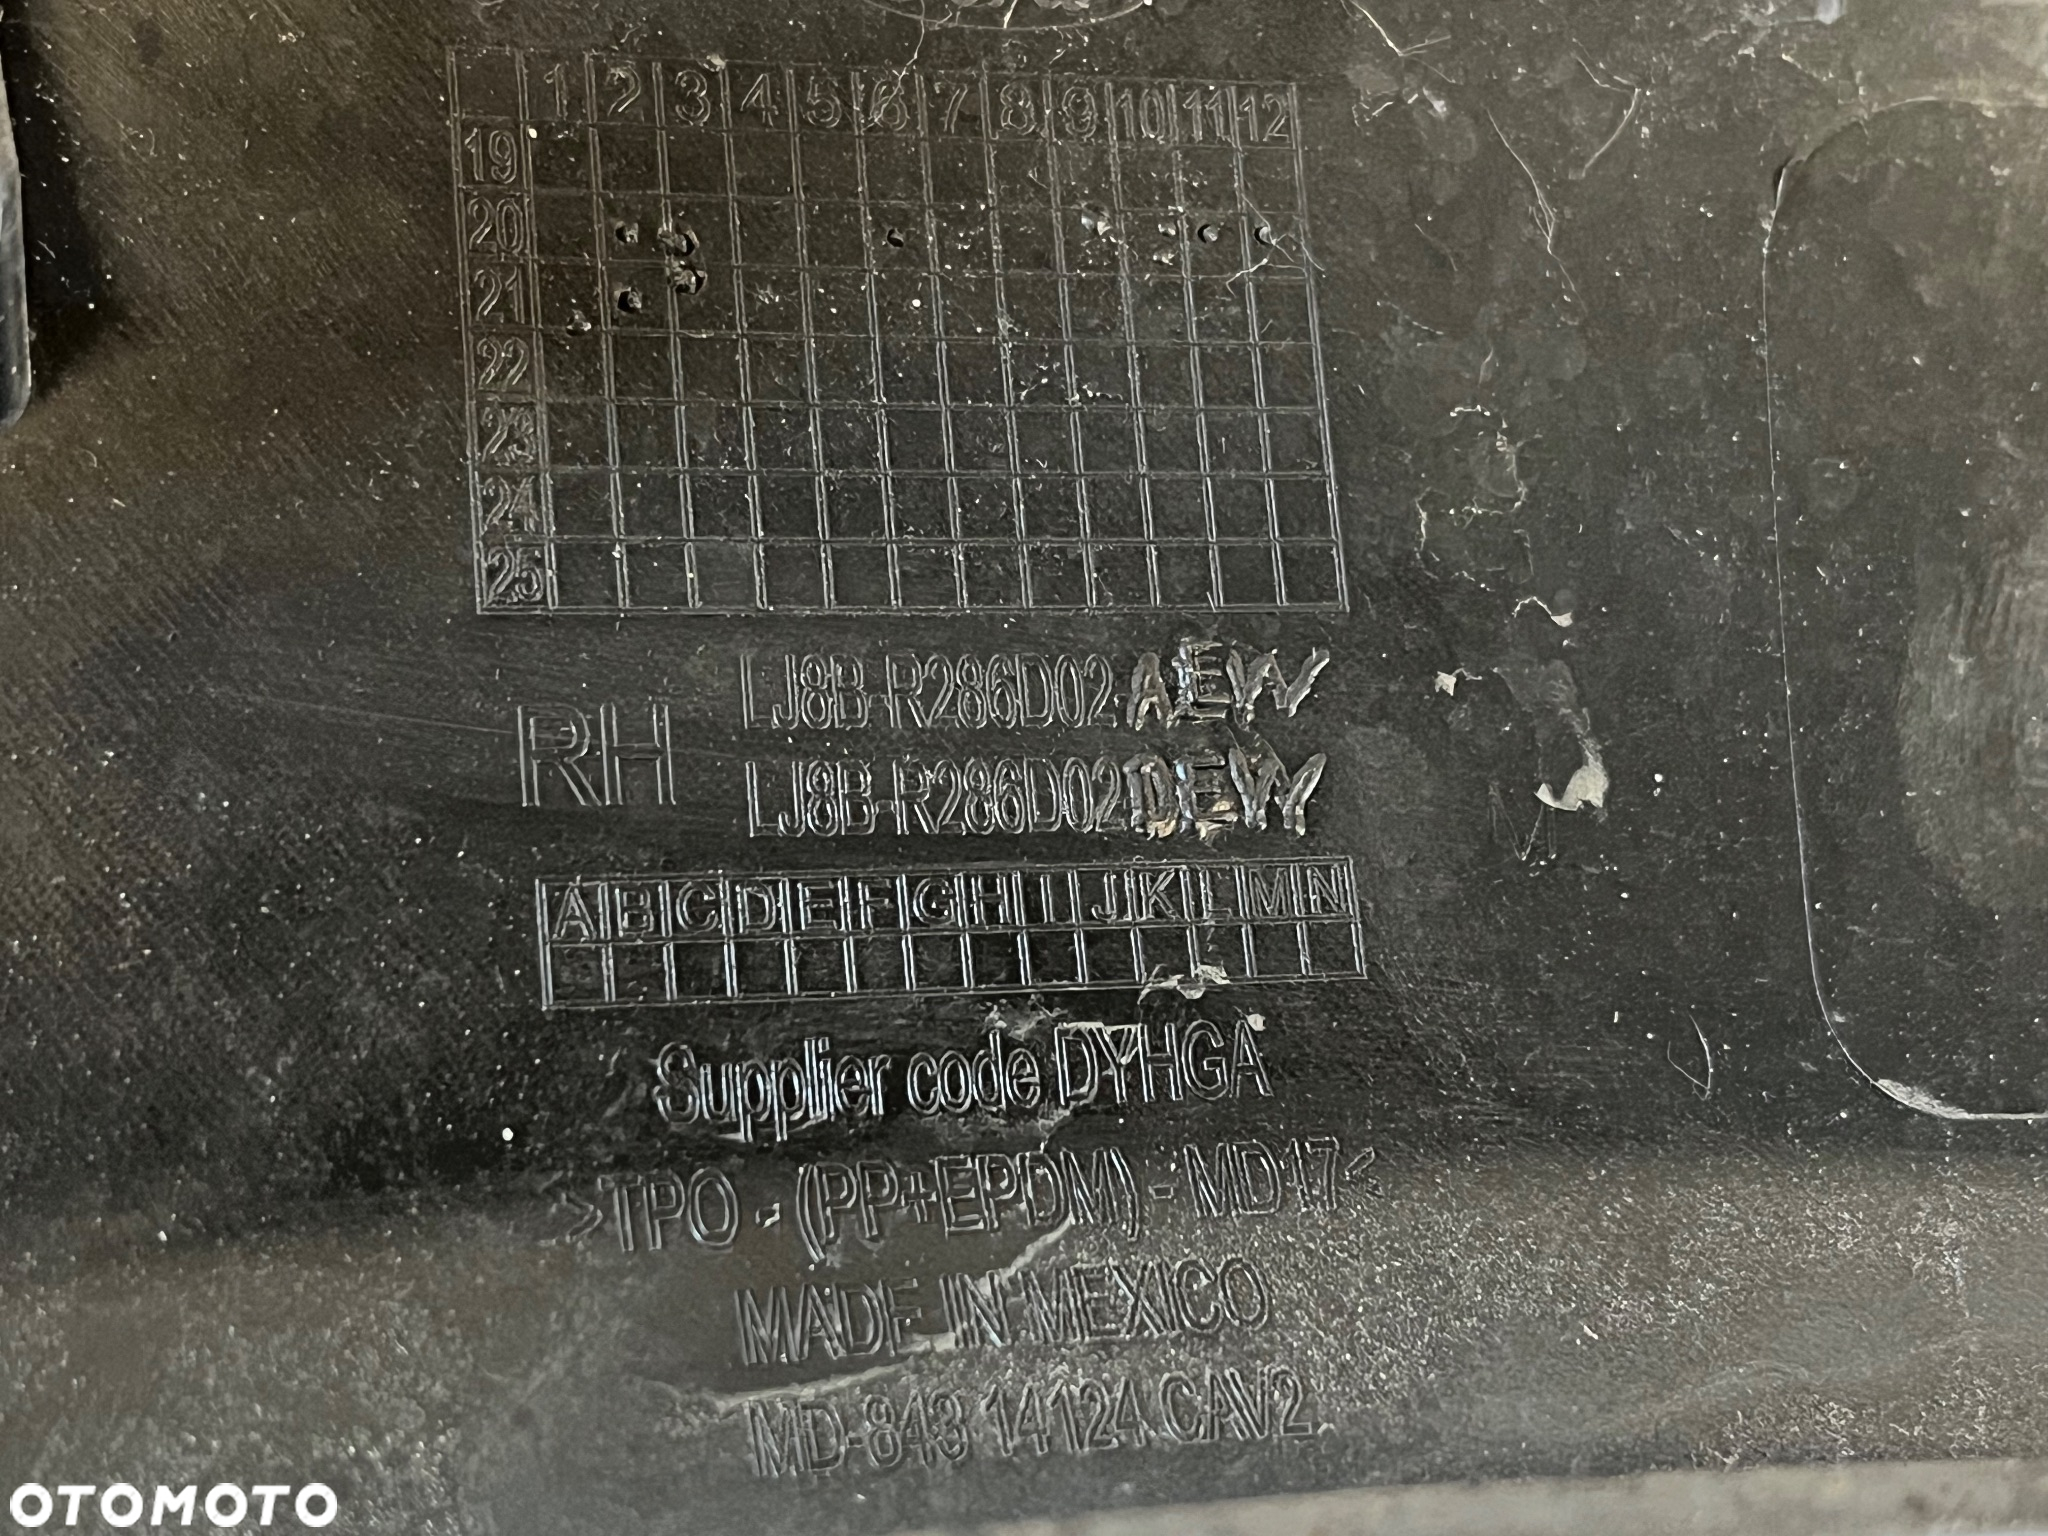 1 2 3 4 5 6 7 8 9 10 11 12
19
20
21
22
23
24
25
RH
LJ8B-R286D02-AEW
LJ8B-R286D02DEW
A B C D E F G H I J K L M N
Supplier code DYHGA
>TPO - (PP+EPDM) - MD17<
MADE IN MEXICO
MD-843 14124 CAV2
OTOMOTO